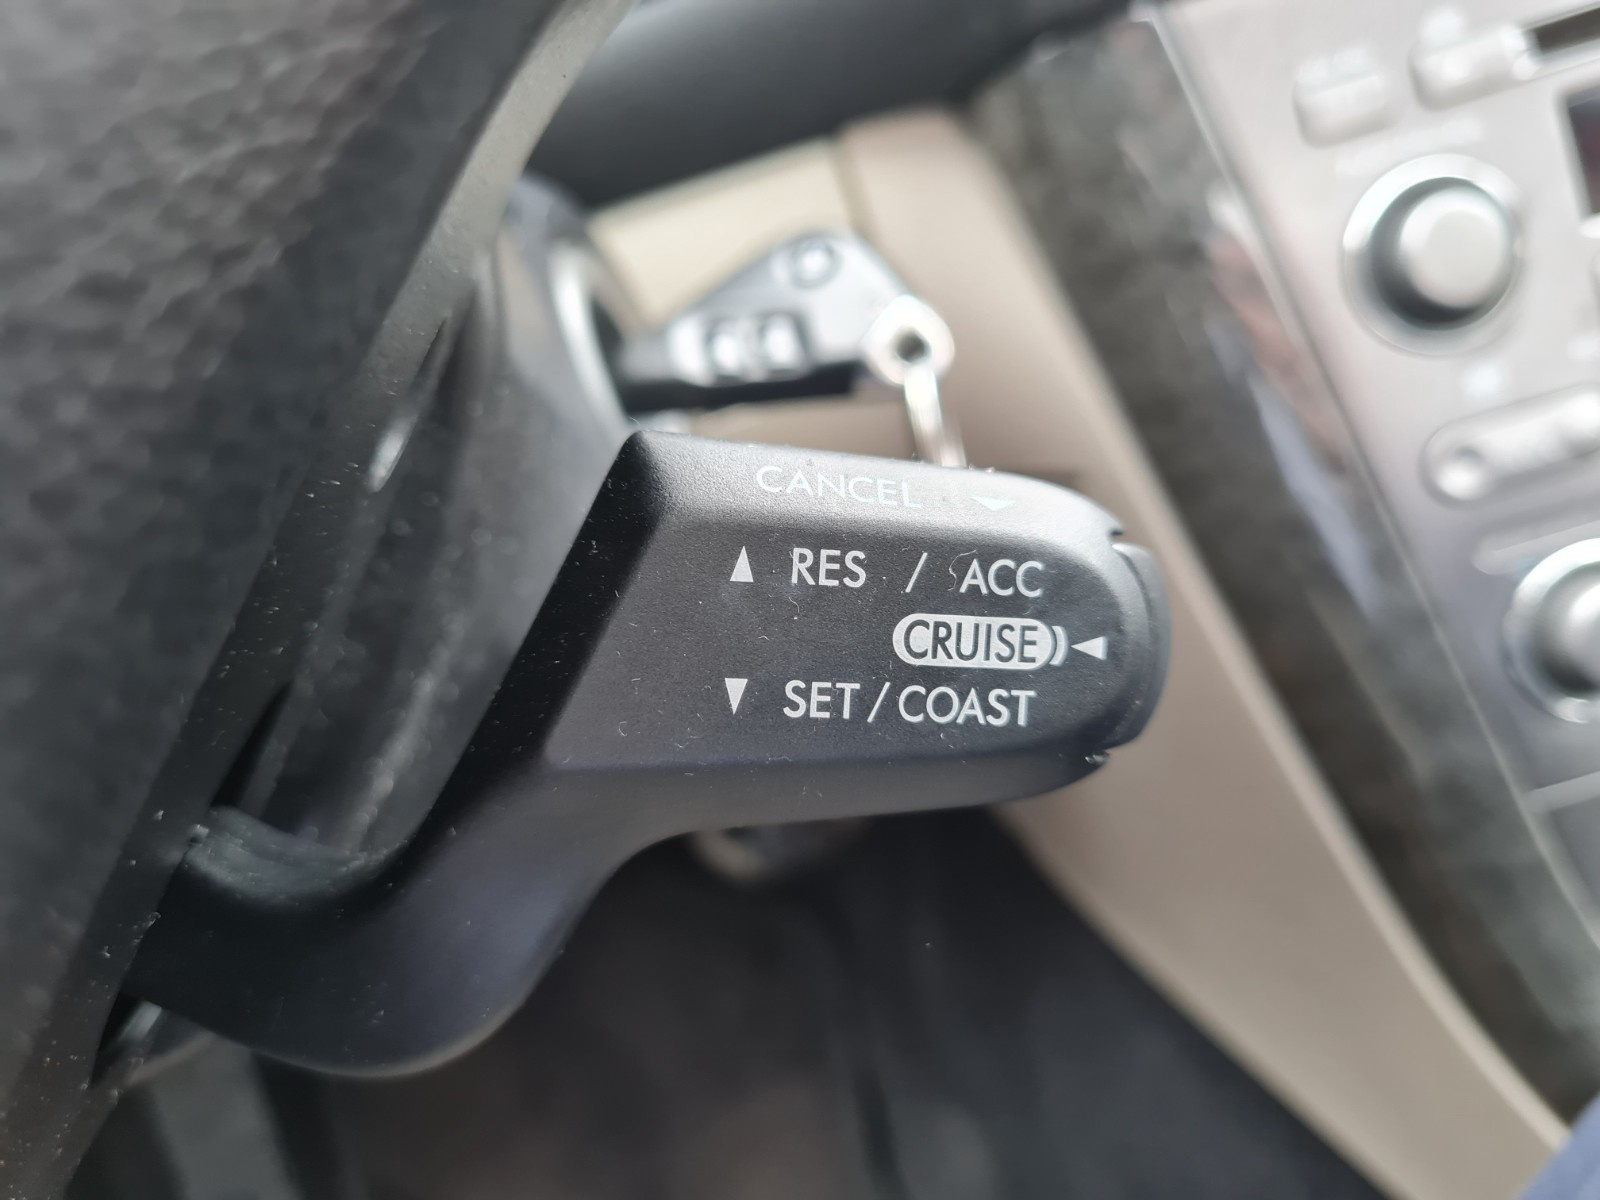 CANCEL
RES / ACC
CRUISE
SET / COAST